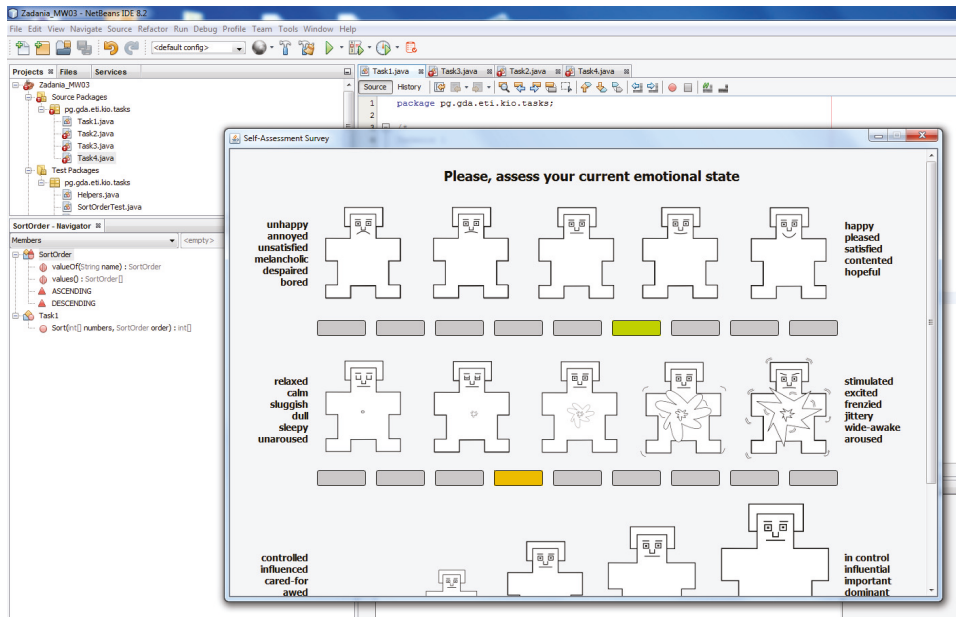 Zadania_MW03 - NetBeans IDE 8.2
File Edit View Navigate Source Refactor Run Debug Profile Team Tools Window Help
<default config>
Projects Files Services
Task1.java Task3.java Task2.java Task4.java
Source History
Zadania_MW03
Source Packages
pg.gda.eti.kio.tasks
Task1.java
Task2.java
Task3.java
Task4.java
Test Packages
pg.gda.eti.kio.tasks
Helpers.java
SortOrderTest.java
1 package pg.gda.eti.kio.tasks;
2
3 /*
SortOrder - Navigator
Members <empty>
SortOrder
valueOf(String name) : SortOrder
values() : SortOrder[]
ASCENDING
DESCENDING
Task1
Sort(int[] numbers, SortOrder order) : int[]
Self-Assessment Survey
Please, assess your current emotional state
unhappy
annoyed
unsatisfied
melancholic
despaired
bored
happy
pleased
satisfied
contented
hopeful
relaxed
calm
sluggish
dull
sleepy
unaroused
stimulated
excited
frenzied
jittery
wide-awake
aroused
controlled
influenced
cared-for
awed
in control
influential
important
dominant